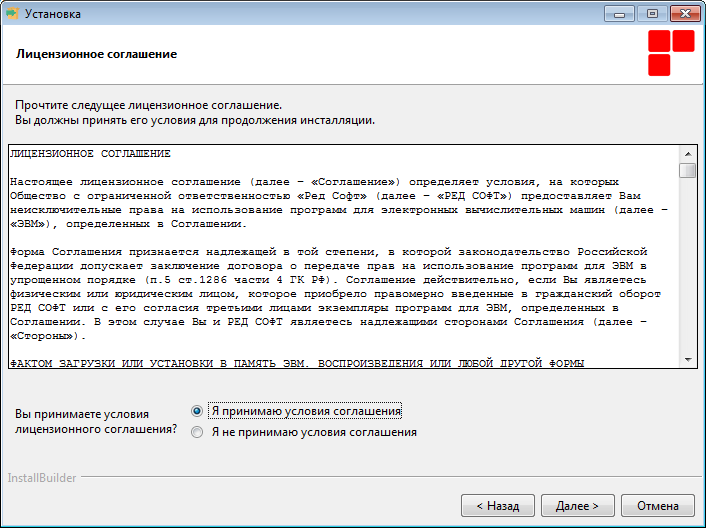 Установка
Лицензионное соглашение
Прочтите следущее лицензионное соглашение.
Вы должны принять его условия для продолжения инсталляции.
ЛИЦЕНЗИОННОЕ СОГЛАШЕНИЕ
Настоящее лицензионное соглашение (далее – «Соглашение») определяет условия, на которых
Общество с ограниченной ответственностью «Ред Софт» (далее – «РЕД СОФТ») предоставляет Вам
неисключительные права на использование программ для электронных вычислительных машин (далее –
«ЭВМ»), определенных в Соглашении.
Форма Соглашения признается надлежащей в той степени, в которой законодательство Российской
Федерации допускает заключение договора о передаче прав на использование программ для ЭВМ в
упрощенном порядке (п.5 ст.1286 части 4 ГК РФ). Соглашение действительно, если Вы являетесь
физическим или юридическим лицом, которое приобрело правомерно введенные в гражданский оборот
РЕД СОФТ или с его согласия третьими лицами экземпляры программ для ЭВМ, определенных в
Соглашении. В этом случае Вы и РЕД СОФТ являетесь надлежащими сторонами Соглашения (далее –
«Стороны»).
ФАКТОМ ЗАГРУЗКИ ИЛИ УСТАНОВКИ В ПАМЯТЬ ЭВМ, ВОСПРОИЗВЕДЕНИЯ ИЛИ ЛЮБОЙ ДРУГОЙ ФОРМЫ
Вы принимаете условия
лицензионного соглашения?
Я принимаю условия соглашения
Я не принимаю условия соглашения
InstallBuilder
< Назад
Далее >
Отмена